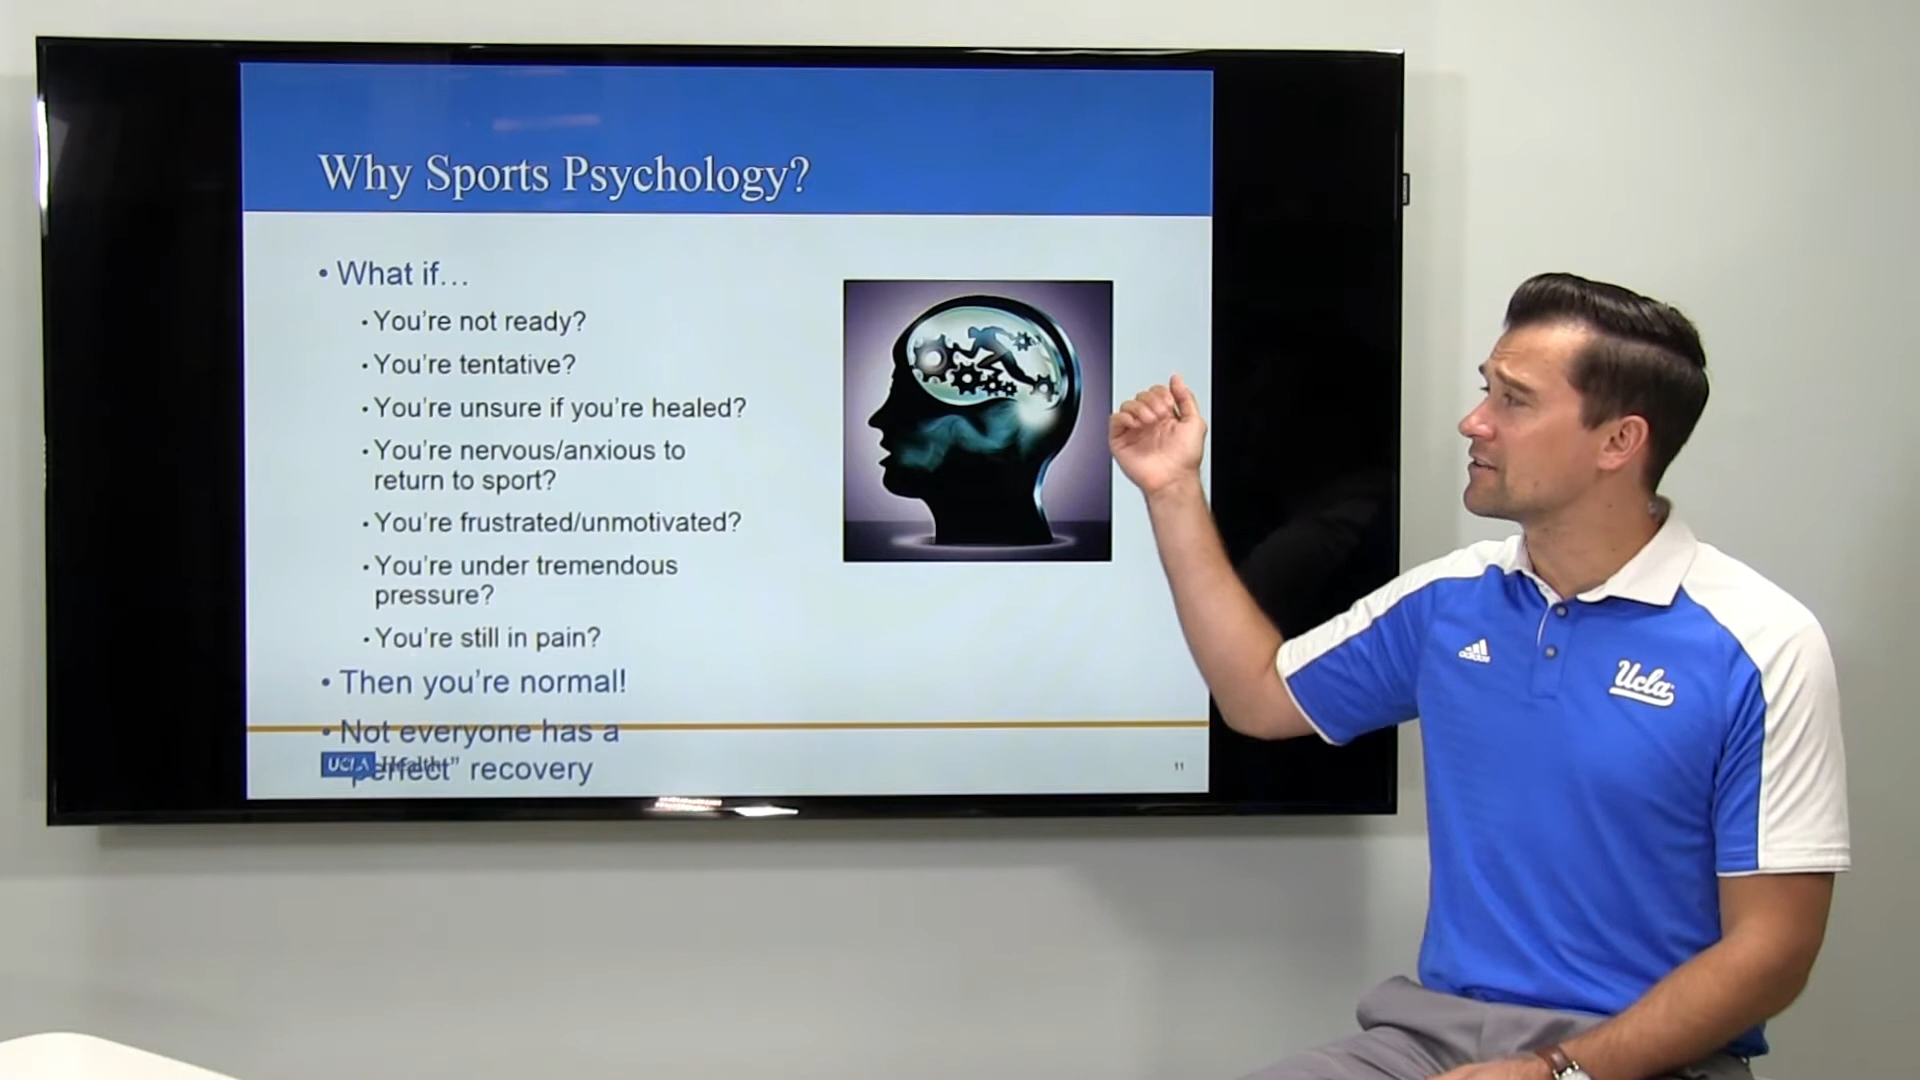 Why Sports Psychology?
• What if…
• You're not ready?
• You're tentative?
• You're unsure if you're healed?
• You're nervous/anxious to
return to sport?
• You're frustrated/unmotivated?
• You're under tremendous
pressure?
• You're still in pain?
• Then you're normal!
• Not everyone has a
"perfect" recovery
UCLA Health
11
adidas
Ucla